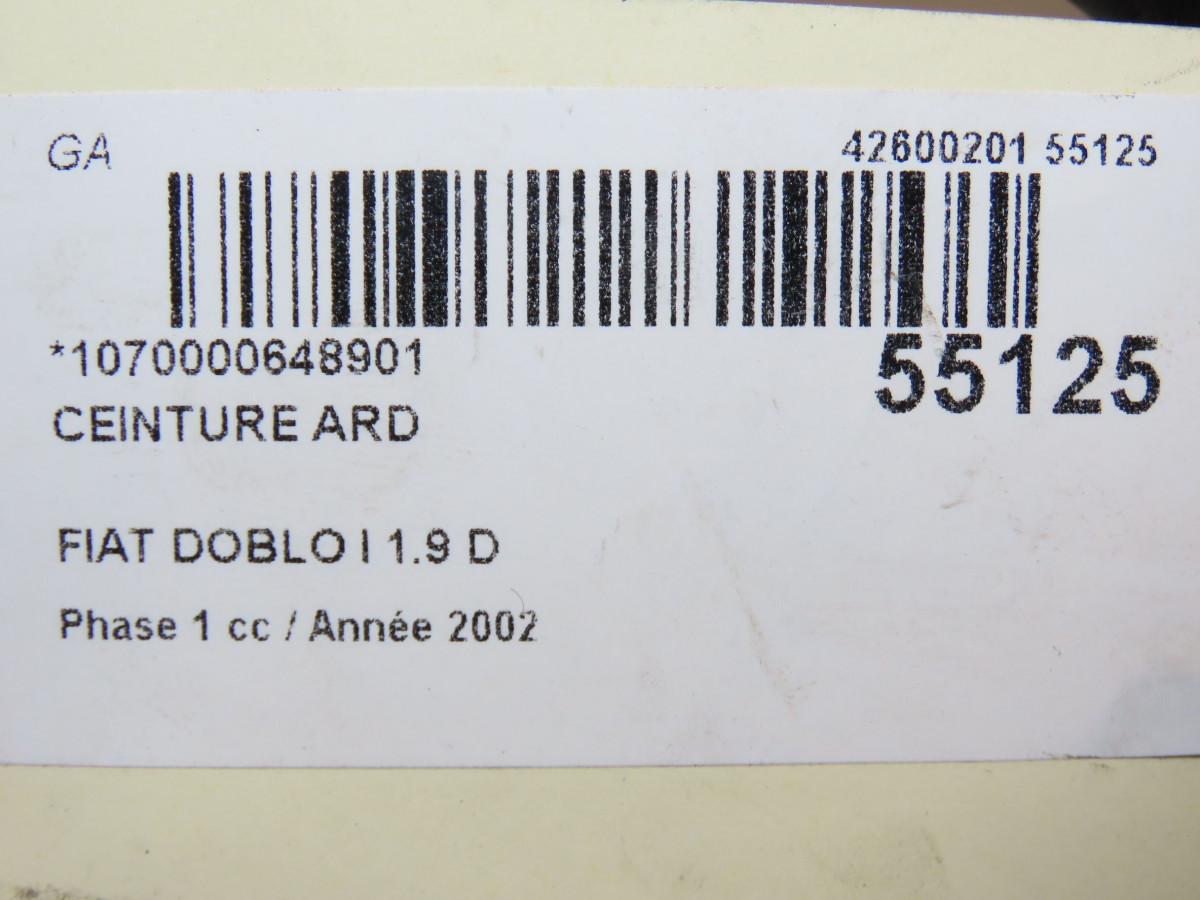 GA 42600201 55125
*1070000648901 55125
CEINTURE ARD
FIAT DOBLO I 1.9 D
Phase 1 cc / Année 2002